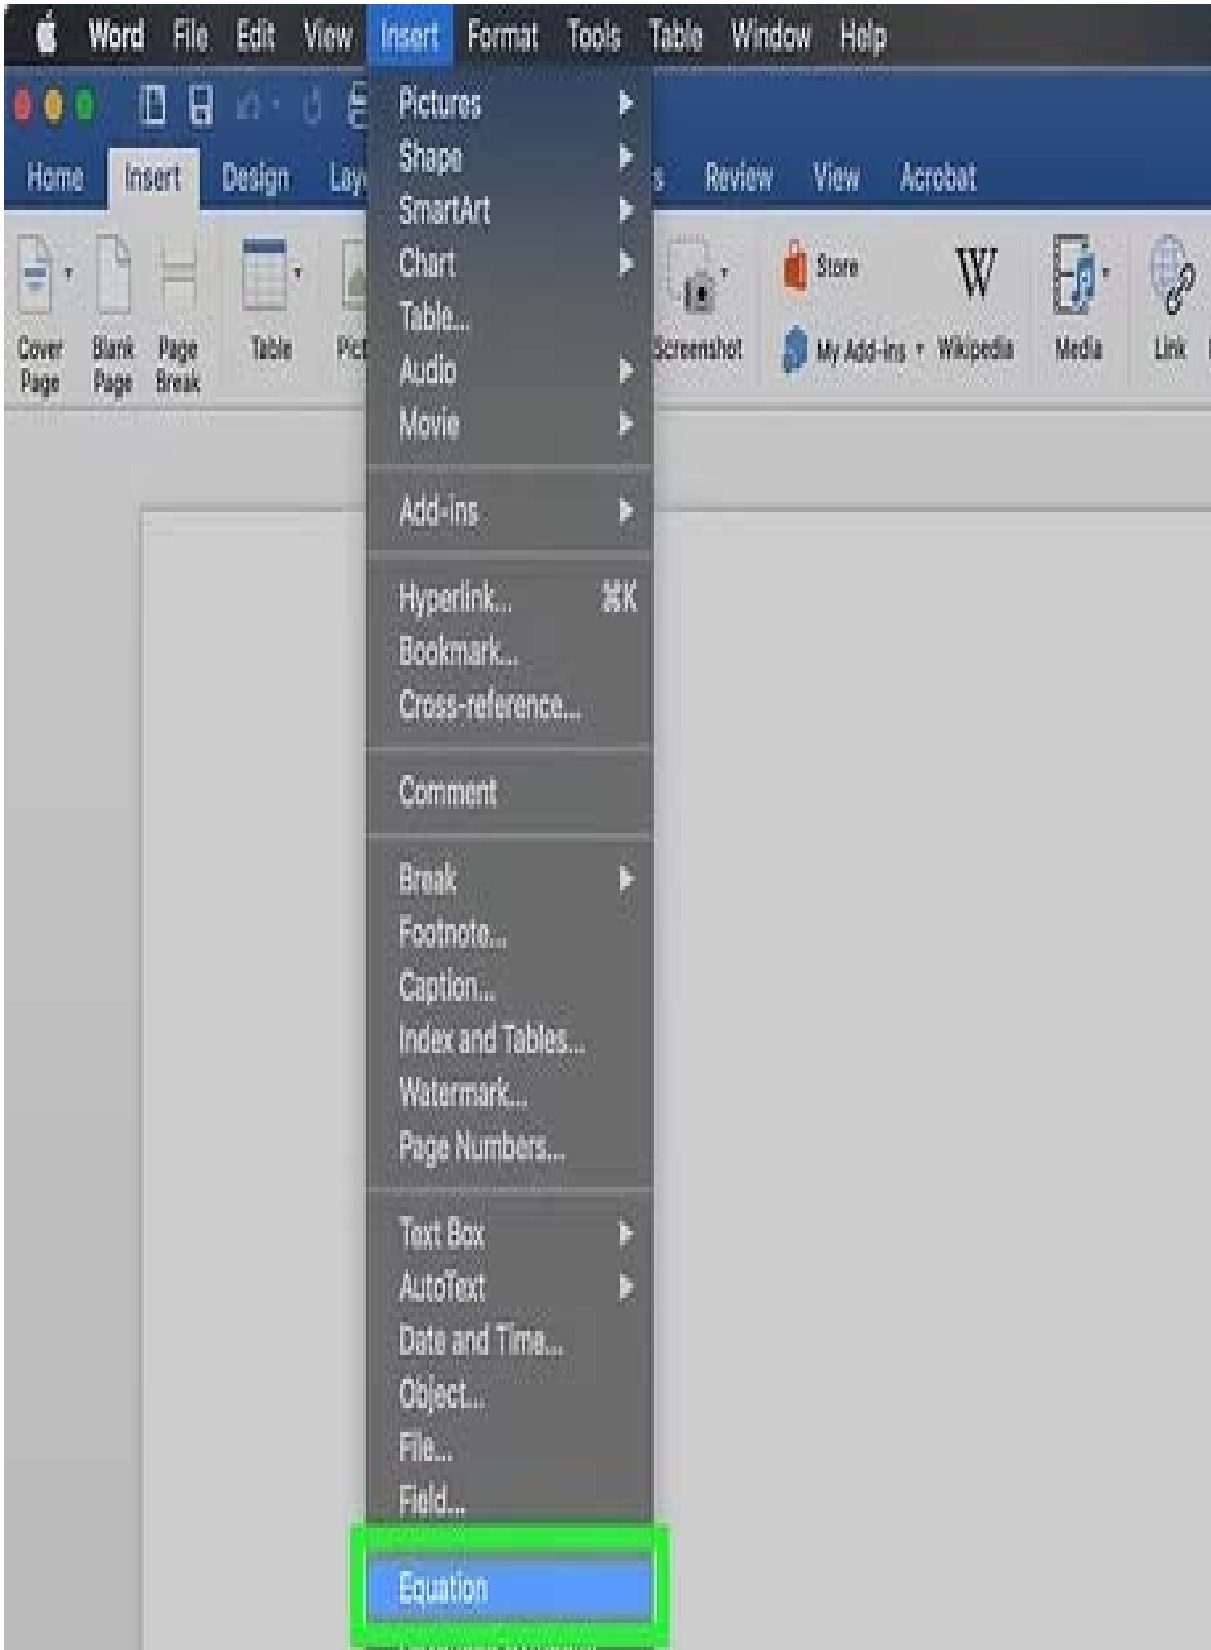 Word File Edit View Insert Format Tools Table Window Help
Home Insert Design Review View Acrobat
Cover Page
Blank Page
Page Break
Table
Screenshot
Store
My Add-ins
W
Wikipedia
Media
Link
Pictures
Shape
SmartArt
Chart
Table...
Audio
Movie
Add-ins
Hyperlink... ⌘K
Bookmark...
Cross-reference...
Comment
Break
Footnote...
Caption...
Index and Tables...
Watermark...
Page Numbers...
Text Box
AutoText
Date and Time...
Object...
File...
Field...
Equation